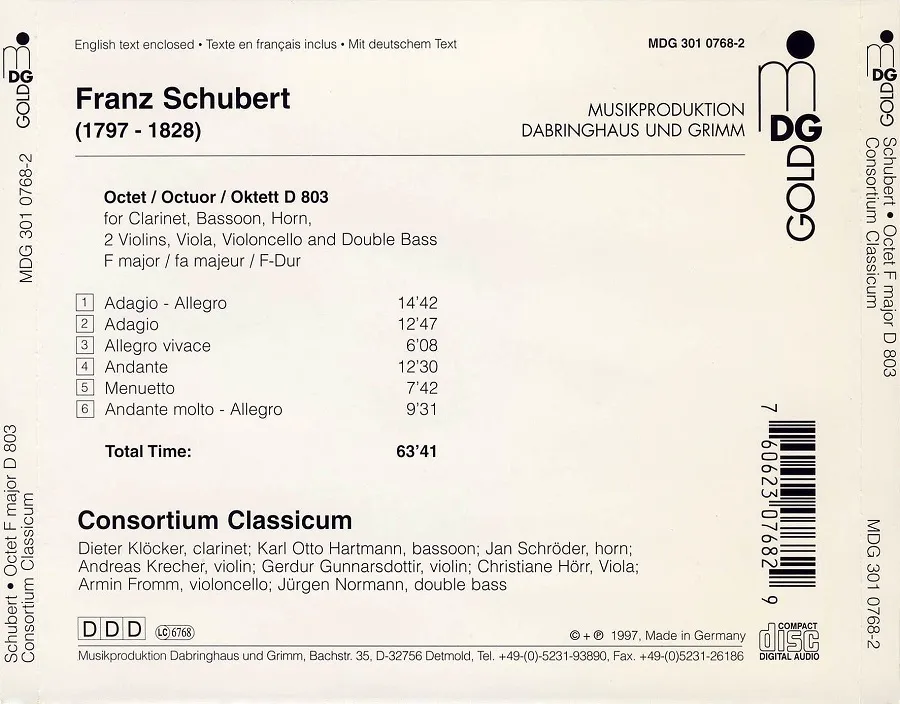 English text enclosed • Texte en français inclus • Mit deutschem Text
MDG 301 0768-2
Franz Schubert
(1797 - 1828)
MUSIKPRODUKTION
DABRINGHAUS UND GRIMM
DG
GOLD
Octet / Octuor / Oktett D 803
for Clarinet, Bassoon, Horn,
2 Violins, Viola, Violoncello and Double Bass
F major / fa majeur / F-Dur
1 Adagio - Allegro 14'42
2 Adagio 12'47
3 Allegro vivace 6'08
4 Andante 12'30
5 Menuetto 7'42
6 Andante molto - Allegro 9'31
Total Time: 63'41
Consortium Classicum
Dieter Klöcker, clarinet; Karl Otto Hartmann, bassoon; Jan Schröder, horn;
Andreas Krecher, violin; Gerdur Gunnarsdottir, violin; Christiane Hörr, Viola;
Armin Fromm, violoncello; Jürgen Normann, double bass
DDD LC 6768
© + ℗ 1997, Made in Germany
Musikproduktion Dabringhaus und Grimm, Bachstr. 35, D-32756 Detmold, Tel. +49-(0)-5231-93890, Fax. +49-(0)5231-26186
7 60623 07682 9
COMPACT
disc
DIGITAL AUDIO
DG
GOLD
MDG 301 0768-2
Schubert • Octet F major D 803
Consortium Classicum
DG
GOLD
Schubert • Octet F major D 803
Consortium Classicum
MDG 301 0768-2